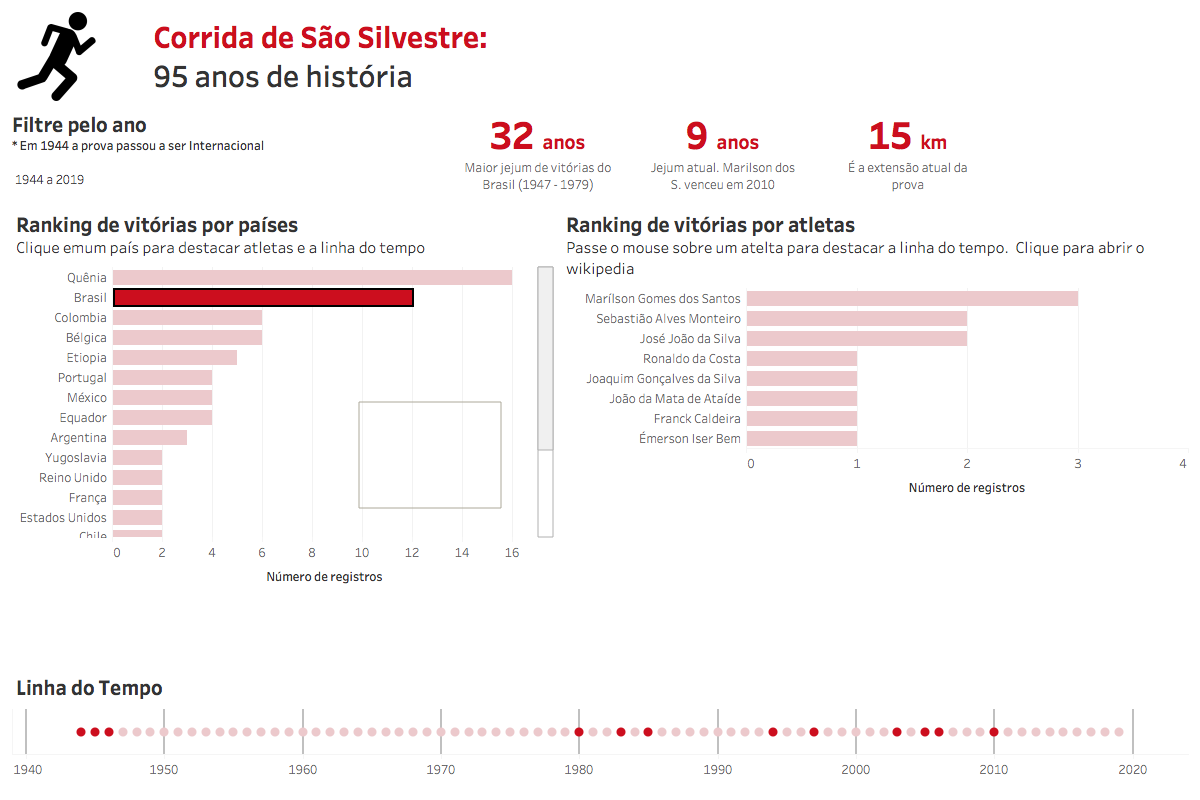 Corrida de São Silvestre:
95 anos de história
Filtre pelo ano
* Em 1944 a prova passou a ser Internacional
1944 a 2019
32 anos
Maior jejum de vitórias do
Brasil (1947 - 1979)
9 anos
Jejum atual. Marilson dos
S. venceu em 2010
15 km
É a extensão atual da
prova
Ranking de vitórias por países
Clique emum país para destacar atletas e a linha do tempo
Quênia
Brasil
Colombia
Bélgica
Etiopia
Portugal
México
Equador
Argentina
Yugoslavia
Reino Unido
França
Estados Unidos
Chile
0 2 4 6 8 10 12 14 16
Número de registros
Ranking de vitórias por atletas
Passe o mouse sobre um atelta para destacar a linha do tempo. Clique para abrir o
wikipedia
Marílson Gomes dos Santos
Sebastião Alves Monteiro
José João da Silva
Ronaldo da Costa
Joaquim Gonçalves da Silva
João da Mata de Ataíde
Franck Caldeira
Émerson Iser Bem
0 1 2 3 4
Número de registros
Linha do Tempo
1940 1950 1960 1970 1980 1990 2000 2010 2020